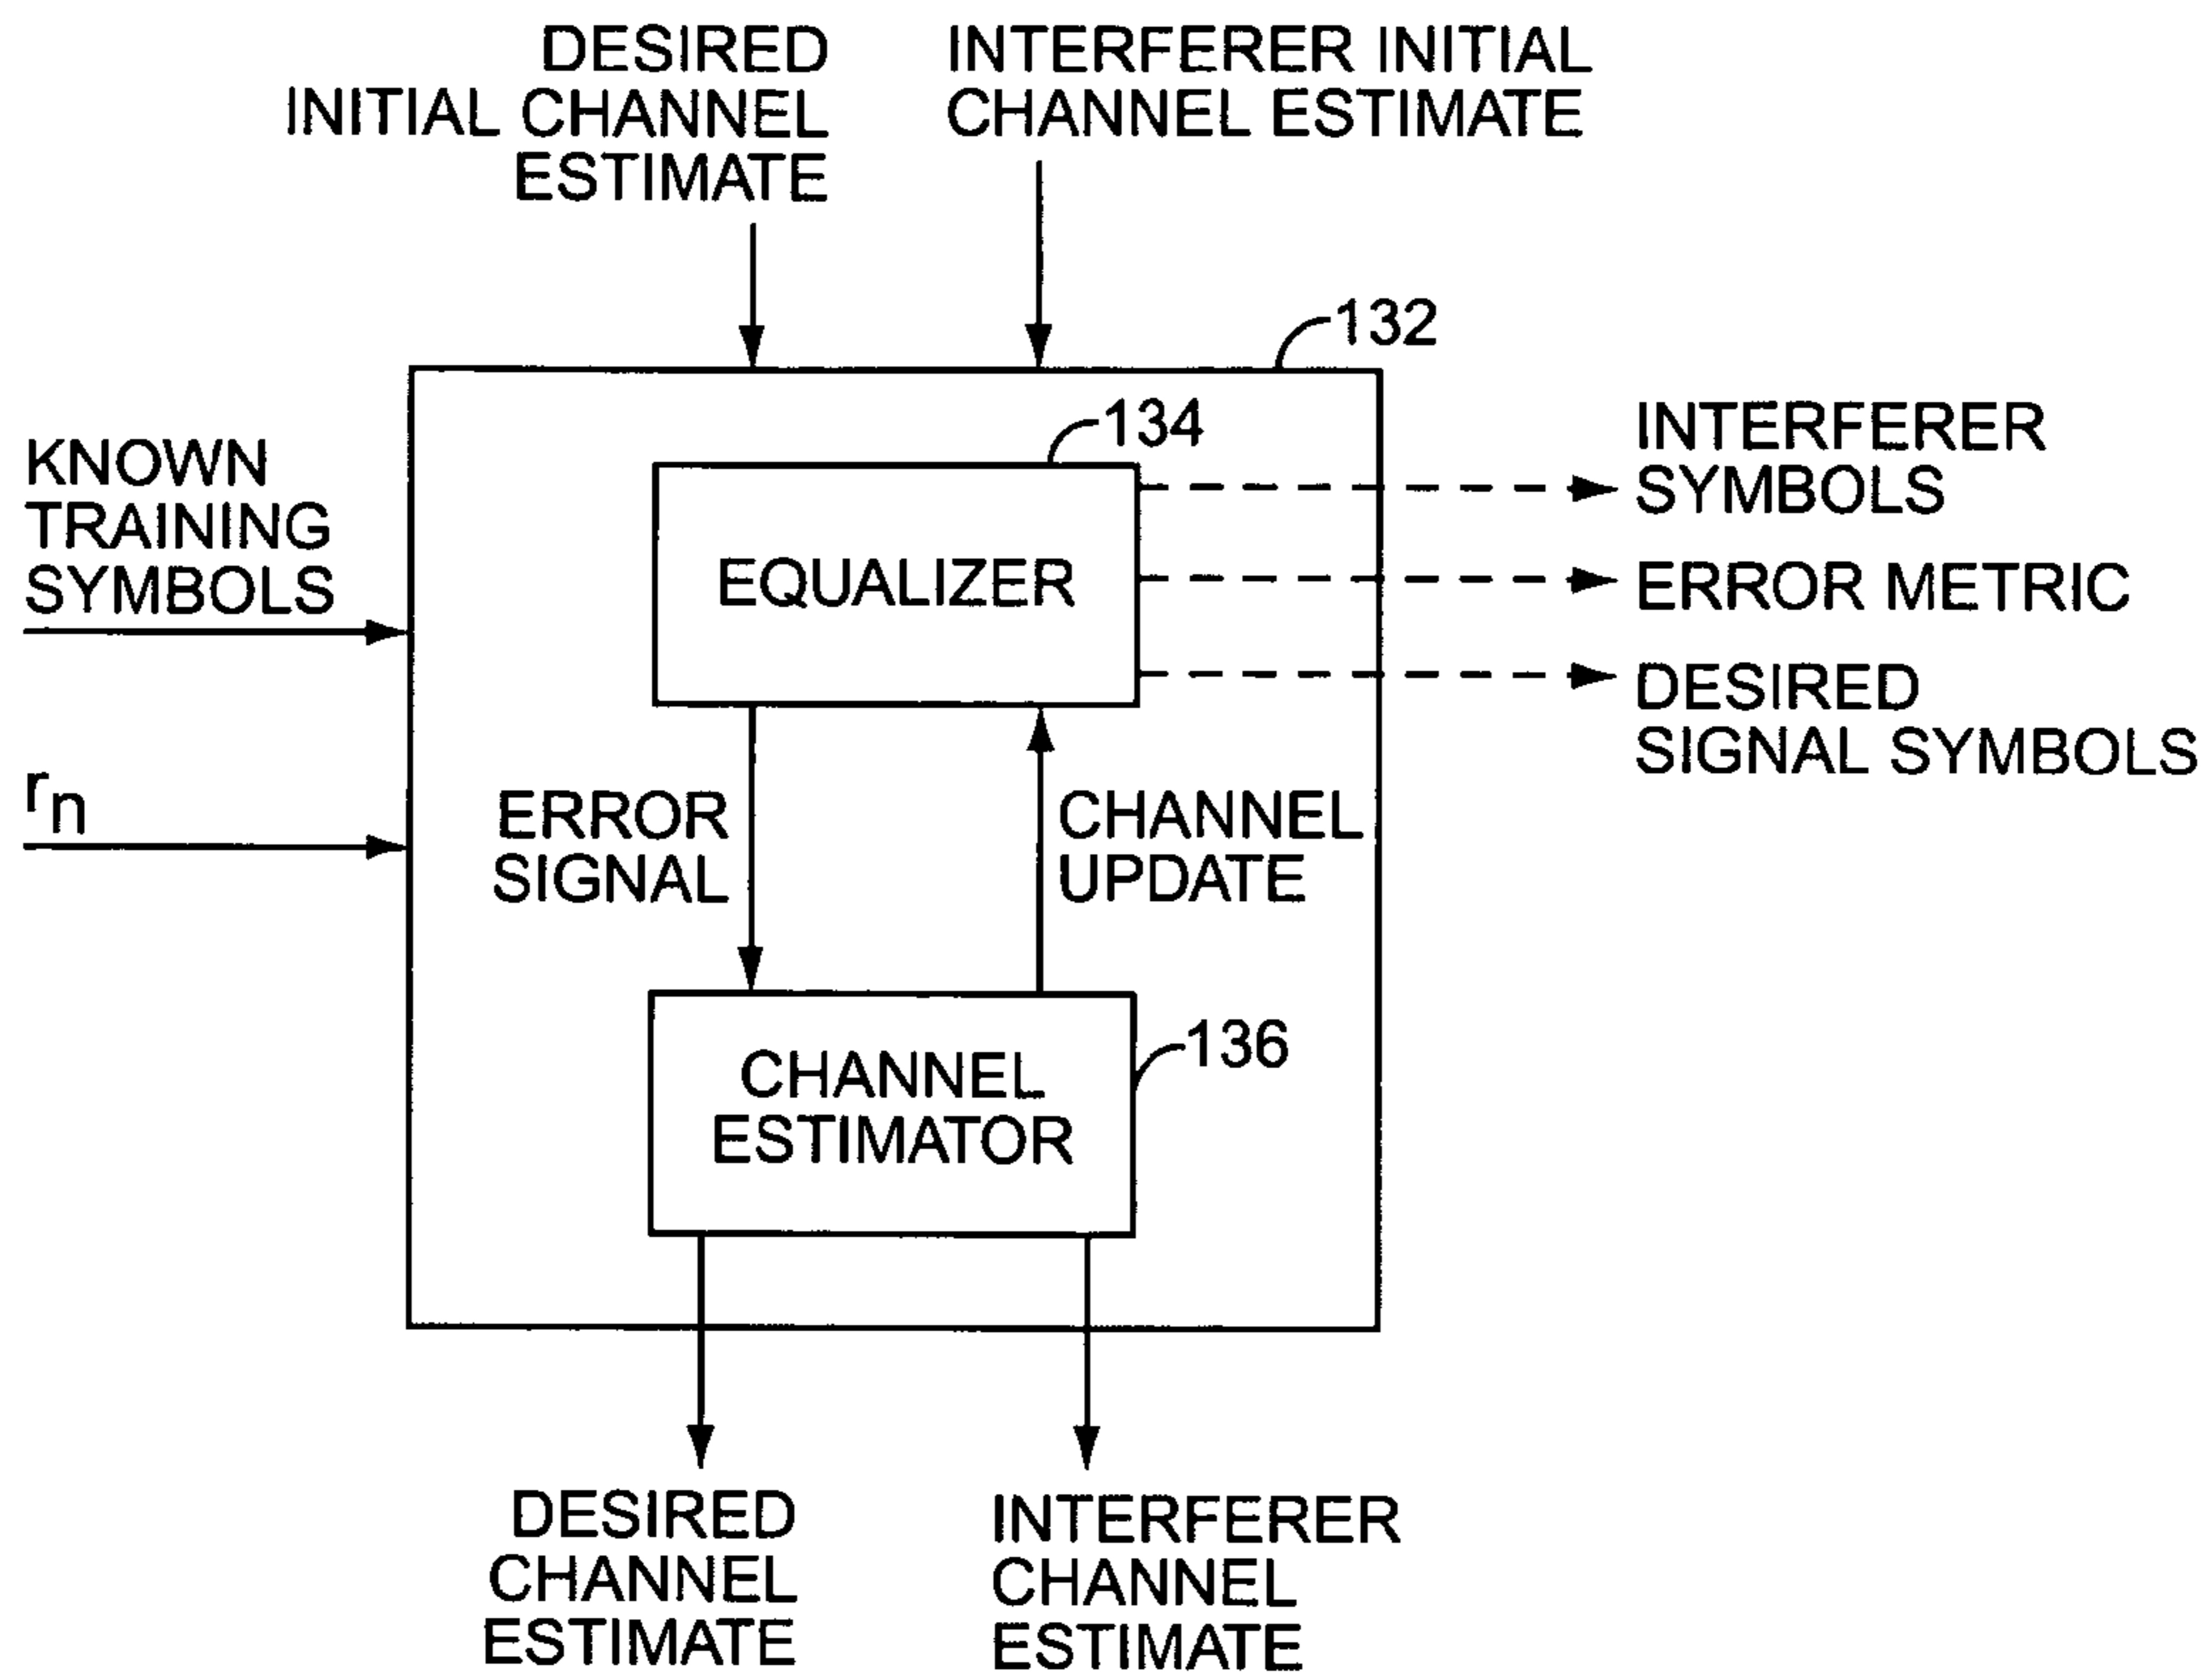 DESIRED
INITIAL CHANNEL
ESTIMATE
INTERFERER INITIAL
CHANNEL ESTIMATE
132
KNOWN
TRAINING
SYMBOLS
134
EQUALIZER
INTERFERER
SYMBOLS
ERROR METRIC
DESIRED
SIGNAL SYMBOLS
rn
ERROR
SIGNAL
CHANNEL
UPDATE
CHANNEL
ESTIMATOR
136
DESIRED
CHANNEL
ESTIMATE
INTERFERER
CHANNEL
ESTIMATE